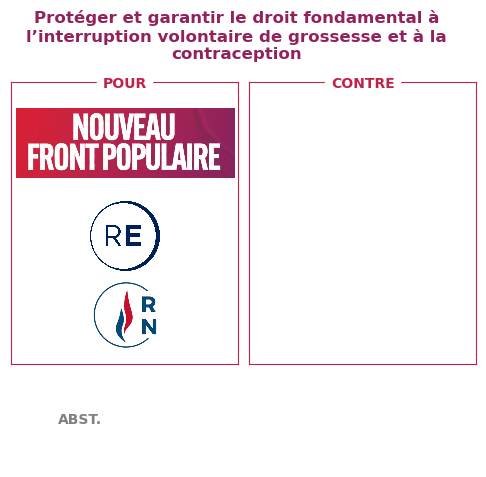 Protéger et garantir le droit fondamental à
l’interruption volontaire de grossesse et à la
contraception
POUR
CONTRE
NOUVEAU
FRONT POPULAIRE
RE
R
N
ABST.